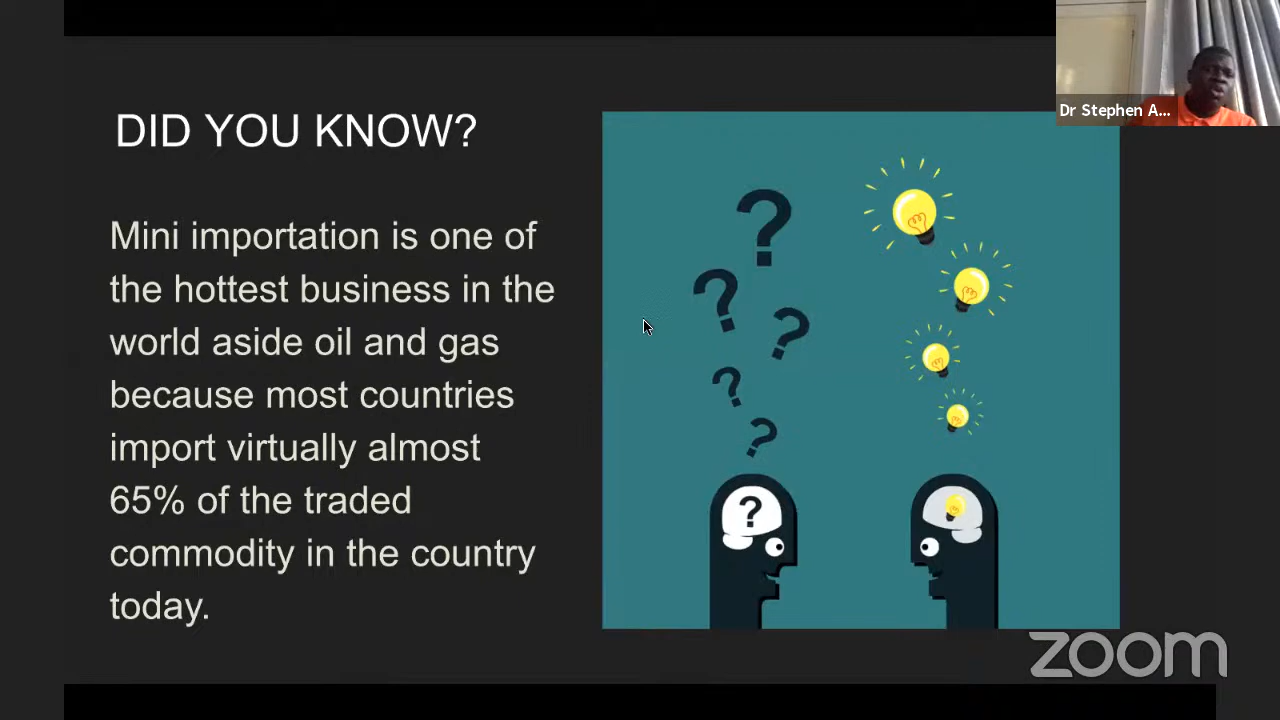 Dr Stephen A...
DID YOU KNOW?
Mini importation is one of
the hottest business in the
world aside oil and gas
because most countries
import virtually almost
65% of the traded
commodity in the country
today.
?
?
?
?
?
?
zoom